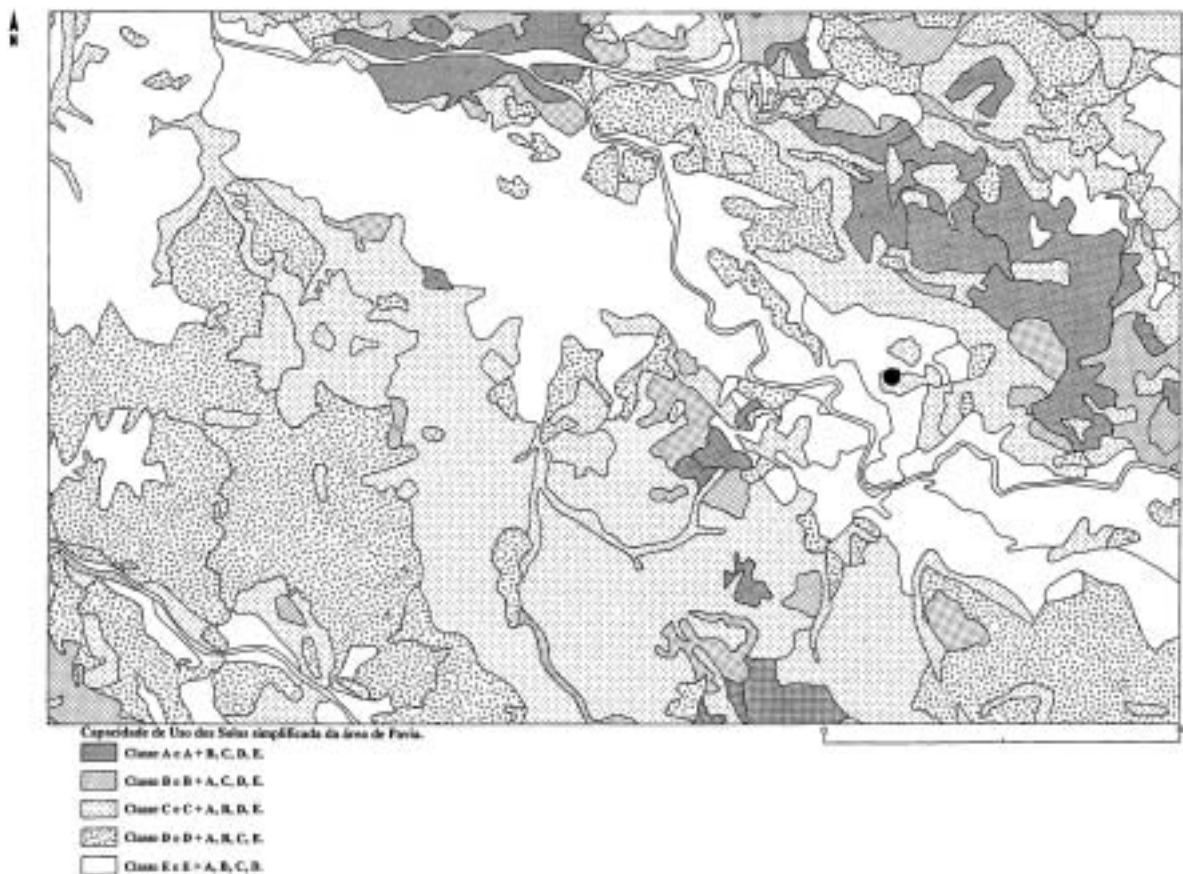 N
Capacidade de Uso dos Solos simplificada da área de Pavia.
Classe A e A + B, C, D, E.
Classe B e B + A, C, D, E.
Classe C e C + A, B, D, E.
Classe D e D + A, B, C, E.
Classe E e E + A, B, C, D.